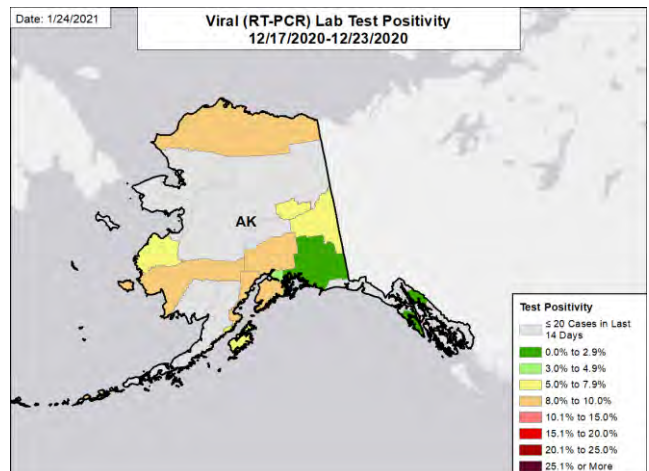 Date: 1/24/2021
Viral (RT-PCR) Lab Test Positivity
12/17/2020-12/23/2020
AK
Test Positivity
≤ 20 Cases in Last
14 Days
0.0% to 2.9%
3.0% to 4.9%
5.0% to 7.9%
8.0% to 10.0%
10.1% to 15.0%
15.1% to 20.0%
20.1% to 25.0%
25.1% or More